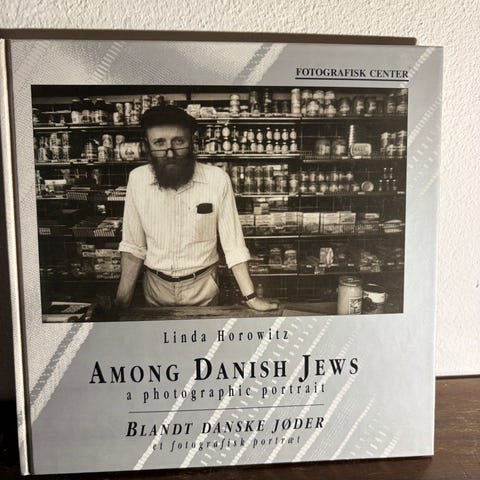 FOTOGRAFISK CENTER
Linda Horowitz
AMONG DANISH JEWS
a photographic portrait
BLANDT DANSKE JØDER
et fotografisk portræt